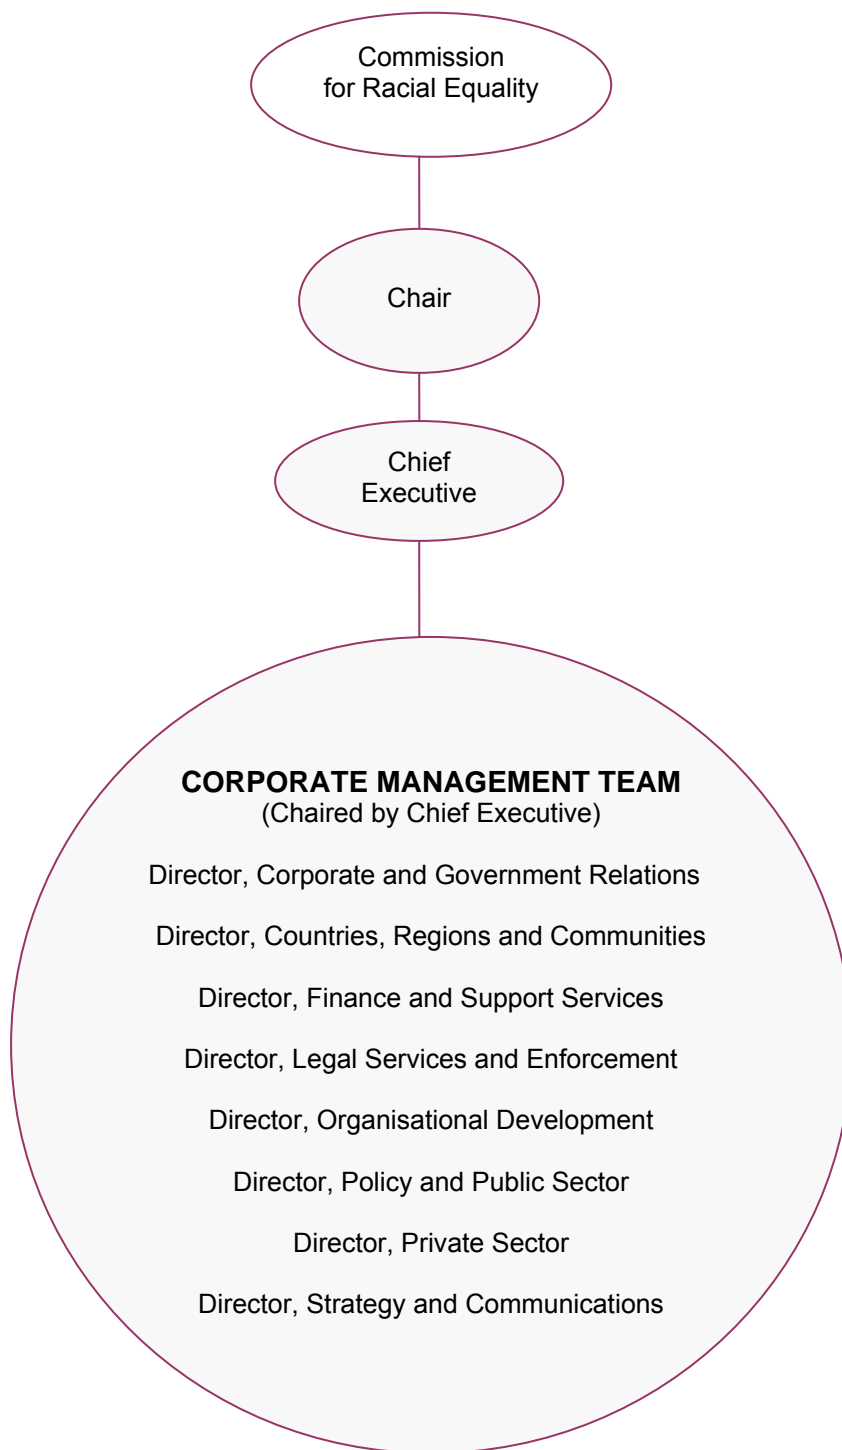 Commission
for Racial Equality
Chair
Chief
Executive
CORPORATE MANAGEMENT TEAM
(Chaired by Chief Executive)
Director, Corporate and Government Relations
Director, Countries, Regions and Communities
Director, Finance and Support Services
Director, Legal Services and Enforcement
Director, Organisational Development
Director, Policy and Public Sector
Director, Private Sector
Director, Strategy and Communications